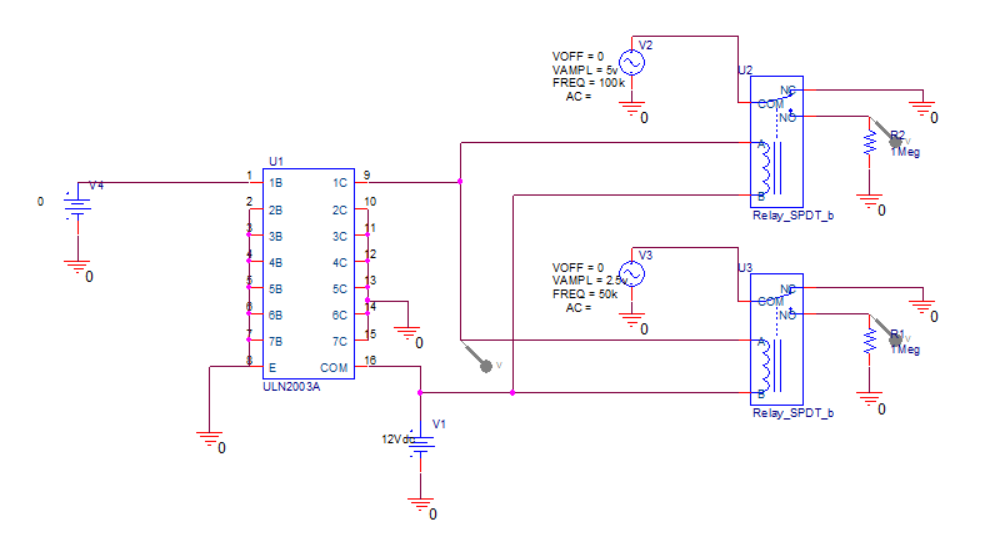 V2
VOFF = 0
VAMPL = 5v
FREQ = 100k
AC =
0
U2
NC
COM
NO
0
R2
1Meg
V
A
B
0
Relay_SPDT_b
U1
1 1B 1C 9
2 2B 2C 10
3 3B 3C 11
4 4B 4C 12
5 5B 5C 13
6 6B 6C 14
7 7B 7C 15
8 E COM 16
ULN2003A
0
V4
0
0
0
V
V3
VOFF = 0
VAMPL = 2.5v
FREQ = 50k
AC =
0
U3
NC
COM
NO
0
R1
1Meg
V
A
B
0
Relay_SPDT_b
V1
12Vdc
0